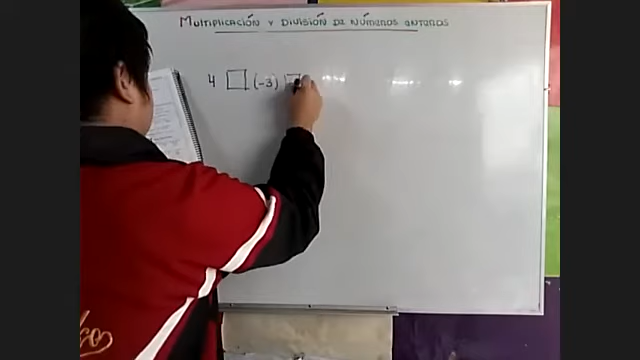 Multiplicación y división de números enteros
4 □ (-3) □